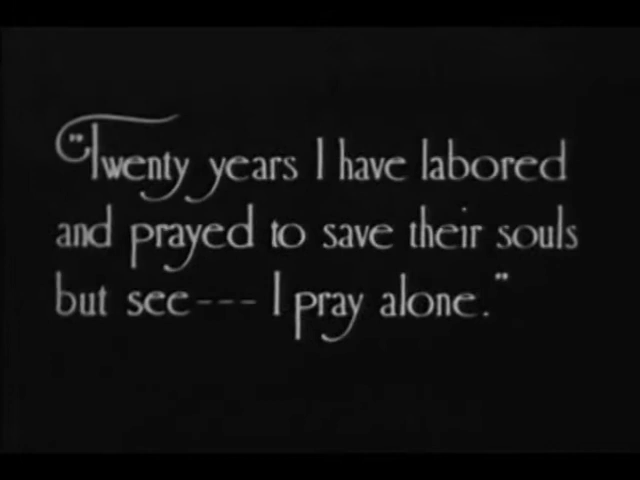 "Twenty years I have labored
and prayed to save their souls
but see--- I pray alone."